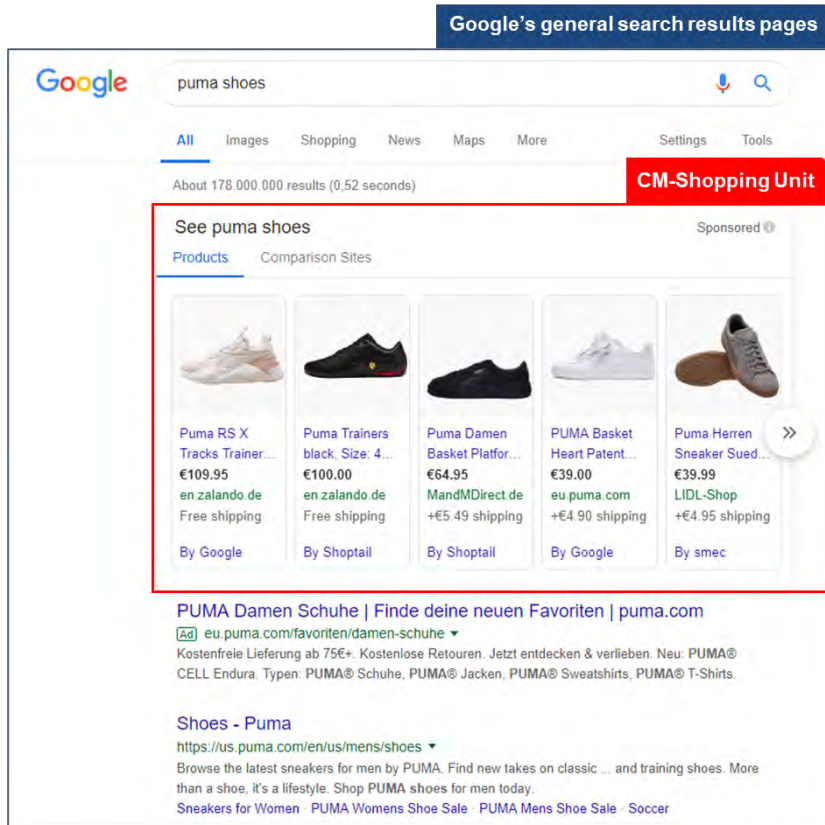 Google's general search results pages
Google
puma shoes
All Images Shopping News Maps More Settings Tools
About 178.000.000 results (0,52 seconds)
CM-Shopping Unit
See puma shoes
Sponsored
Products Comparison Sites
Puma RS X
Tracks Trainer...
€109.95
en.zalando.de
Free shipping
By Google
Puma Trainers
black, Size: 4...
€100.00
en.zalando.de
Free shipping
By Shoptail
Puma Damen
Basket Platfor...
€64.95
MandMDirect.de
+€5.49 shipping
By Shoptail
PUMA Basket
Heart Patent...
€39.00
eu.puma.com
+€4.90 shipping
By Google
Puma Herren
Sneaker Sued...
€39.99
LIDL-Shop
+€4.95 shipping
By smec
PUMA Damen Schuhe | Finde deine neuen Favoriten | puma.com
Ad eu.puma.com/favoriten/damen-schuhe
Kostenfreie Lieferung ab 75€+. Kostenlose Retouren. Jetzt entdecken & verlieben. Neu: PUMA®
CELL Endura. Typen: PUMA® Schuhe, PUMA® Jacken, PUMA® Sweatshirts, PUMA® T-Shirts.
Shoes - Puma
https://us.puma.com/en/us/mens/shoes
Browse the latest sneakers for men by PUMA. Find new takes on classic ... and training shoes. More
than a shoe, it's a lifestyle. Shop PUMA shoes for men today.
Sneakers for Women · PUMA Womens Shoe Sale · PUMA Mens Shoe Sale · Soccer